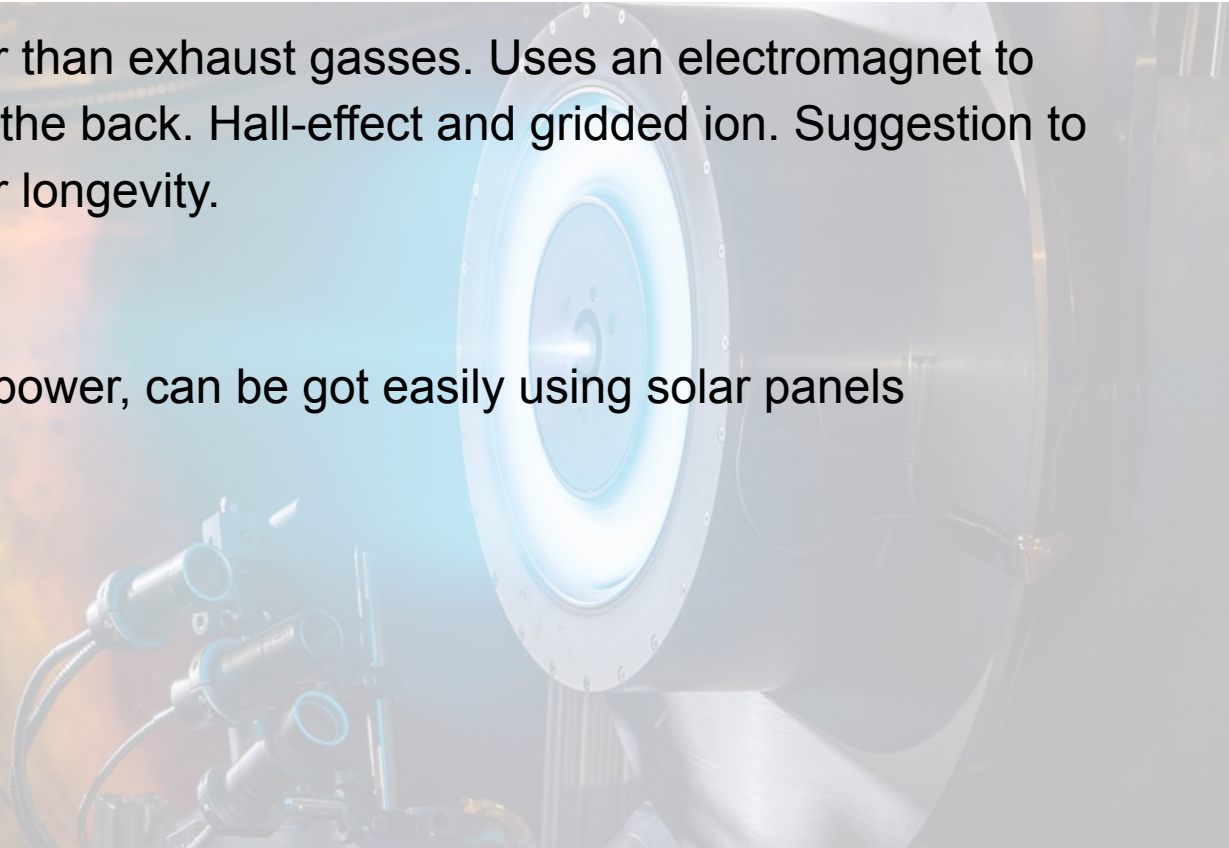 r than exhaust gasses. Uses an electromagnet to
the back. Hall-effect and gridded ion. Suggestion to
r longevity.
power, can be got easily using solar panels